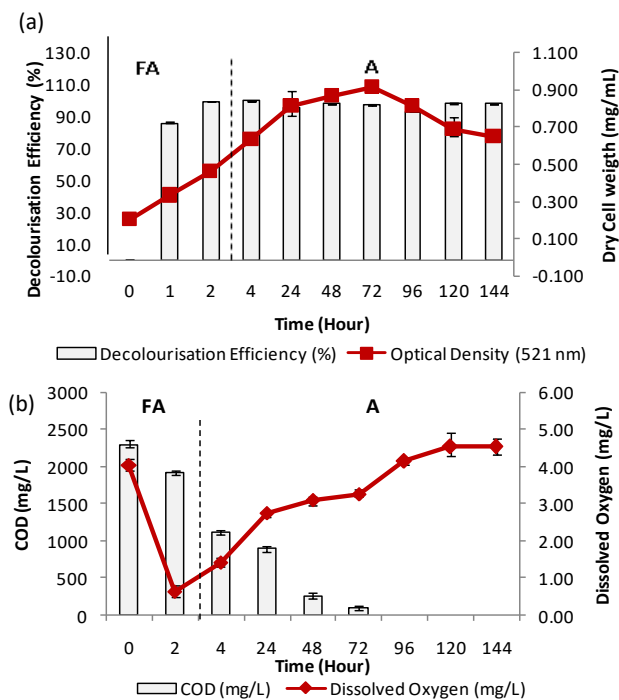 (a)
130.0
110.0
90.0
70.0
50.0
30.0
10.0
-10.0
Decolourisation Efficiency (%)
FA
A
1.100
0.900
0.700
0.500
0.300
0.100
-0.100
Dry Cell weigth (mg/mL)
0 1 2 4 24 48 72 96 120 144
Time (Hour)
Decolourisation Efficiency (%) Optical Density (521 nm)
(b)
3000
2500
2000
1500
1000
500
0
COD
(mg/L)
FA
A
6.00
5.00
4.00
3.00
2.00
1.00
0.00
Dissolved Oxygen (mg/L)
0 2 4 24 48 72 96 120 144
Time (Hour)
COD (mg/L) Dissolved Oxygen (mg/L)